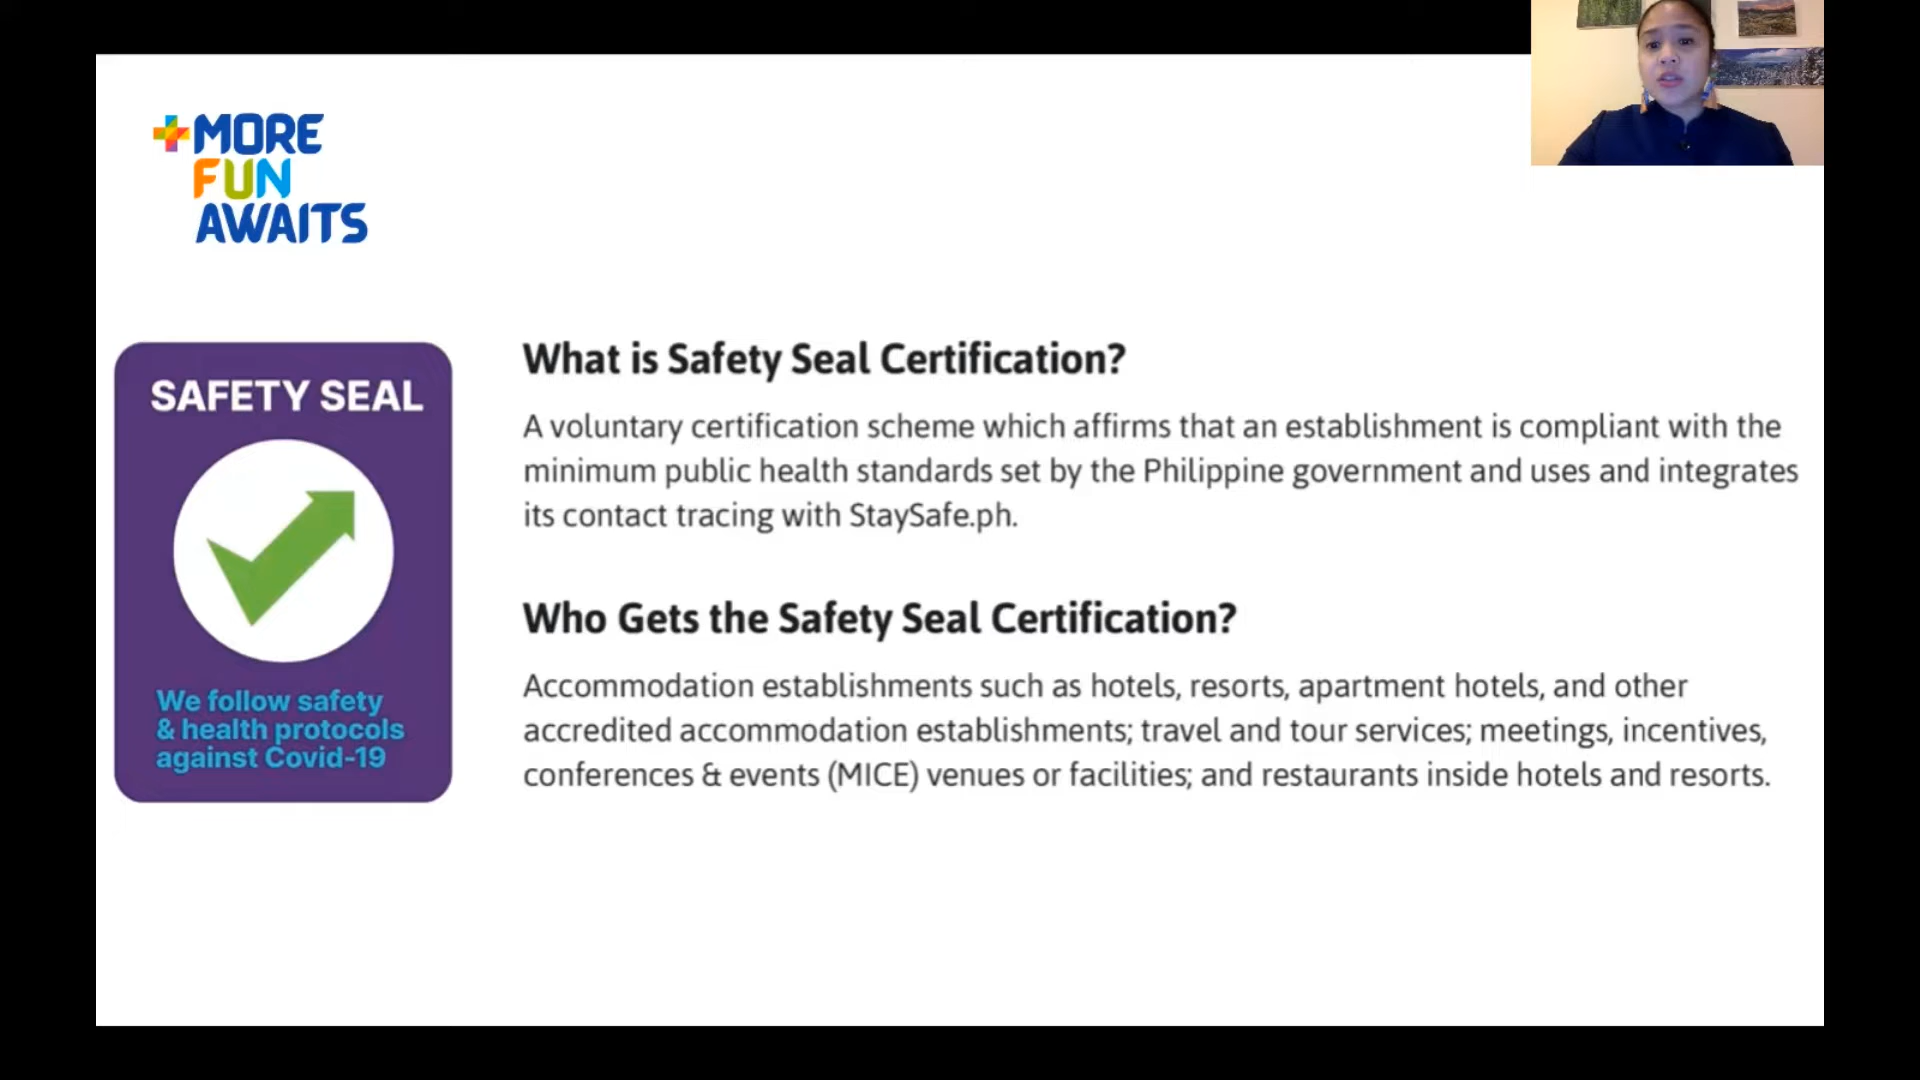 MORE
FUN
AWAITS
SAFETY SEAL
We follow safety
& health protocols
against Covid-19
What is Safety Seal Certification?
A voluntary certification scheme which affirms that an establishment is compliant with the
minimum public health standards set by the Philippine government and uses and integrates
its contact tracing with StaySafe.ph.
Who Gets the Safety Seal Certification?
Accommodation establishments such as hotels, resorts, apartment hotels, and other
accredited accommodation establishments; travel and tour services; meetings, incentives,
conferences & events (MICE) venues or facilities; and restaurants inside hotels and resorts.